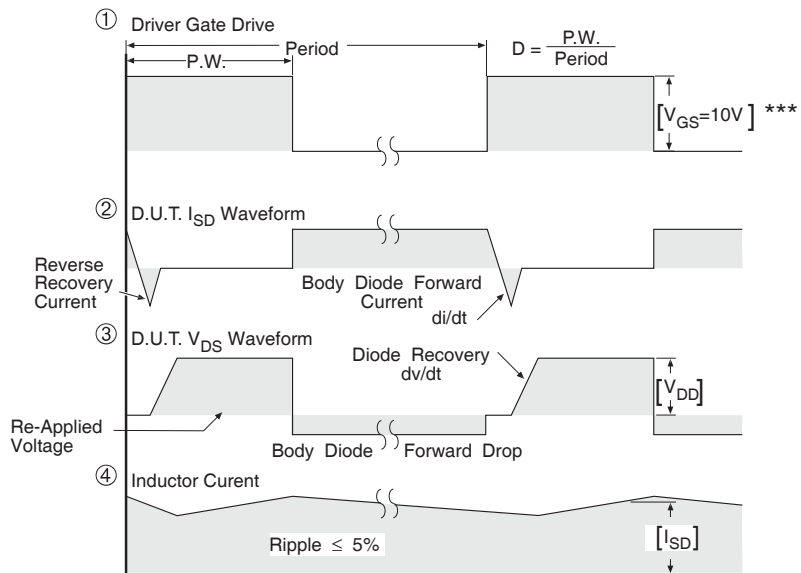 ① Driver Gate Drive
Period
P.W.
D = P.W. / Period
[VGS=10V] ***
② D.U.T. ISD Waveform
Reverse
Recovery
Current
Body Diode Forward
Current
di/dt
③ D.U.T. VDS Waveform
Diode Recovery
dv/dt
[VDD]
Re-Applied
Voltage
Body Diode Forward Drop
④ Inductor Curent
Ripple ≤ 5%
[ISD]